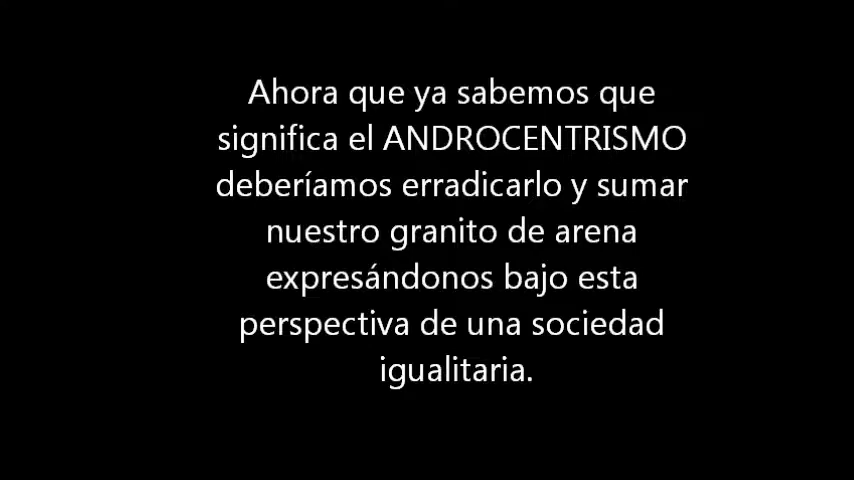 Ahora que ya sabemos que
significa el ANDROCENTRISMO
deberíamos erradicarlo y sumar
nuestro granito de arena
expresándonos bajo esta
perspectiva de una sociedad
igualitaria.